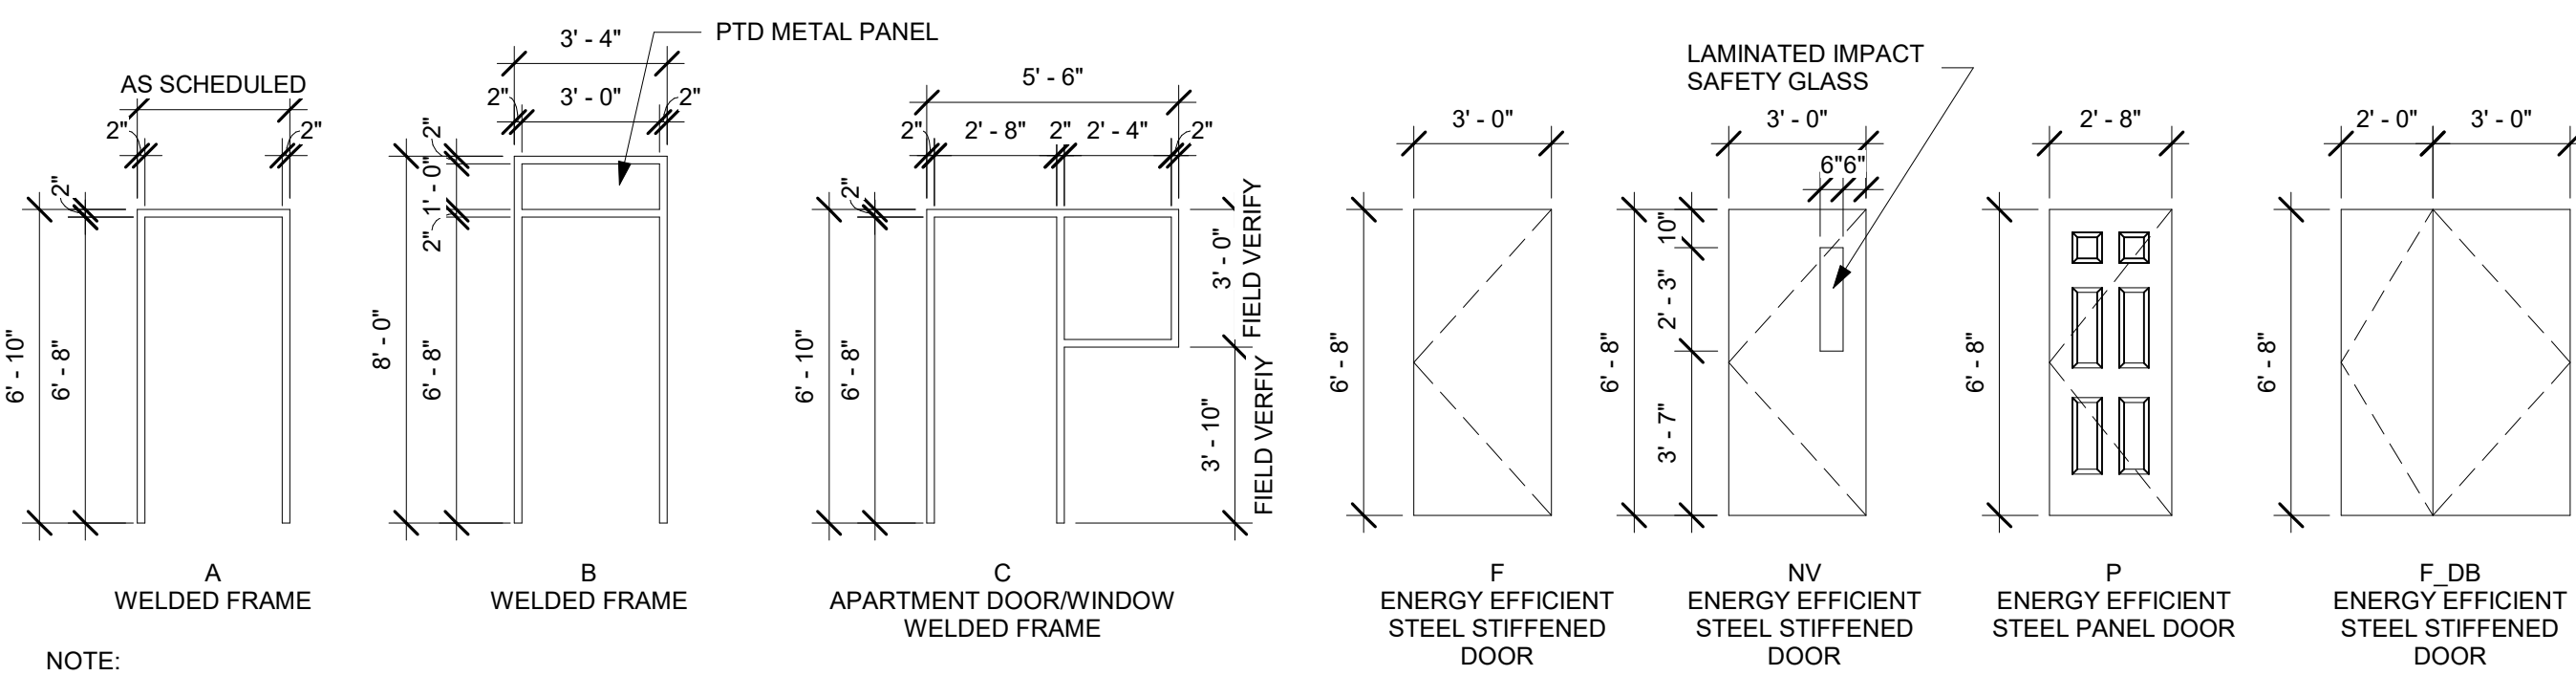 AS SCHEDULED
2"
2"
2"
6' - 10"
6' - 8"
A
WELDED FRAME
3' - 4"
PTD METAL PANEL
2"
3' - 0"
2"
2"
1' - 0"
2"
8' - 0"
6' - 8"
B
WELDED FRAME
5' - 6"
2"
2' - 8"
2"
2' - 4"
2"
2"
6' - 10"
6' - 8"
3' - 0"
FIELD VERIFY
3' - 10"
FIELD VERFIY
C
APARTMENT DOOR/WINDOW
WELDED FRAME
3' - 0"
6' - 8"
F
ENERGY EFFICIENT
STEEL STIFFENED
DOOR
LAMINATED IMPACT
SAFETY GLASS
3' - 0"
6"
6"
10"
2' - 3"
3' - 7"
6' - 8"
NV
ENERGY EFFICIENT
STEEL STIFFENED
DOOR
2' - 8"
6' - 8"
P
ENERGY EFFICIENT
STEEL PANEL DOOR
2' - 0"
3' - 0"
6' - 8"
F_DB
ENERGY EFFICIENT
STEEL STIFFENED
DOOR
NOTE: